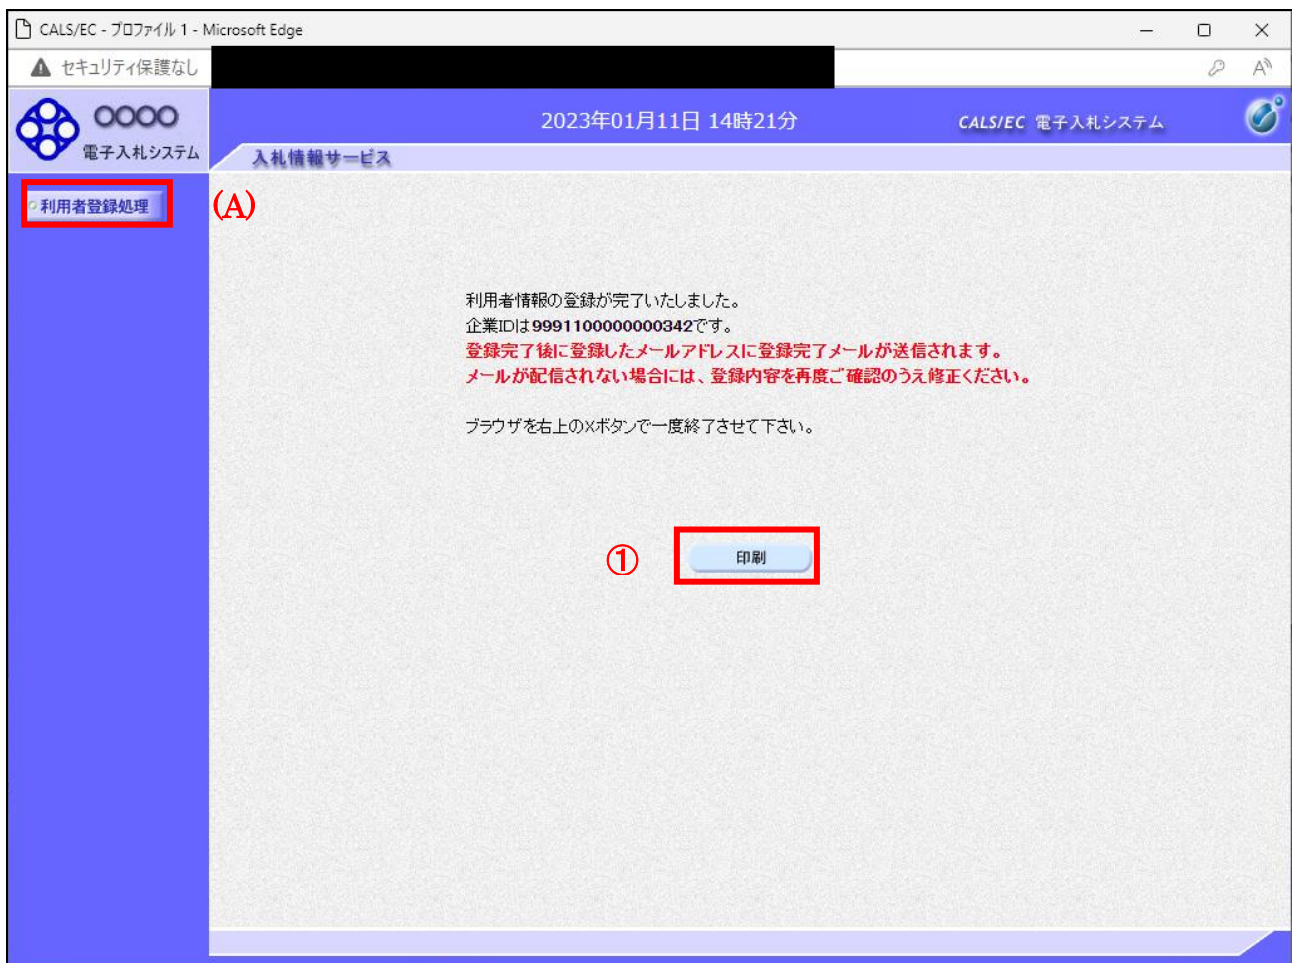 CALS/EC - プロファイル 1 - Microsoft Edge
セキュリティ保護なし
OOOO
電子入札システム
2023年01月11日 14時21分
CALS/EC 電子入札システム
入札情報サービス
利用者登録処理
(A)
利用者情報の登録が完了いたしました。
企業IDは9991100000000342です。
登録完了後に登録したメールアドレスに登録完了メールが送信されます。
メールが配信されない場合には、登録内容を再度ご確認のうえ修正ください。
ブラウザを右上の×ボタンで一度終了させて下さい。
①
印刷